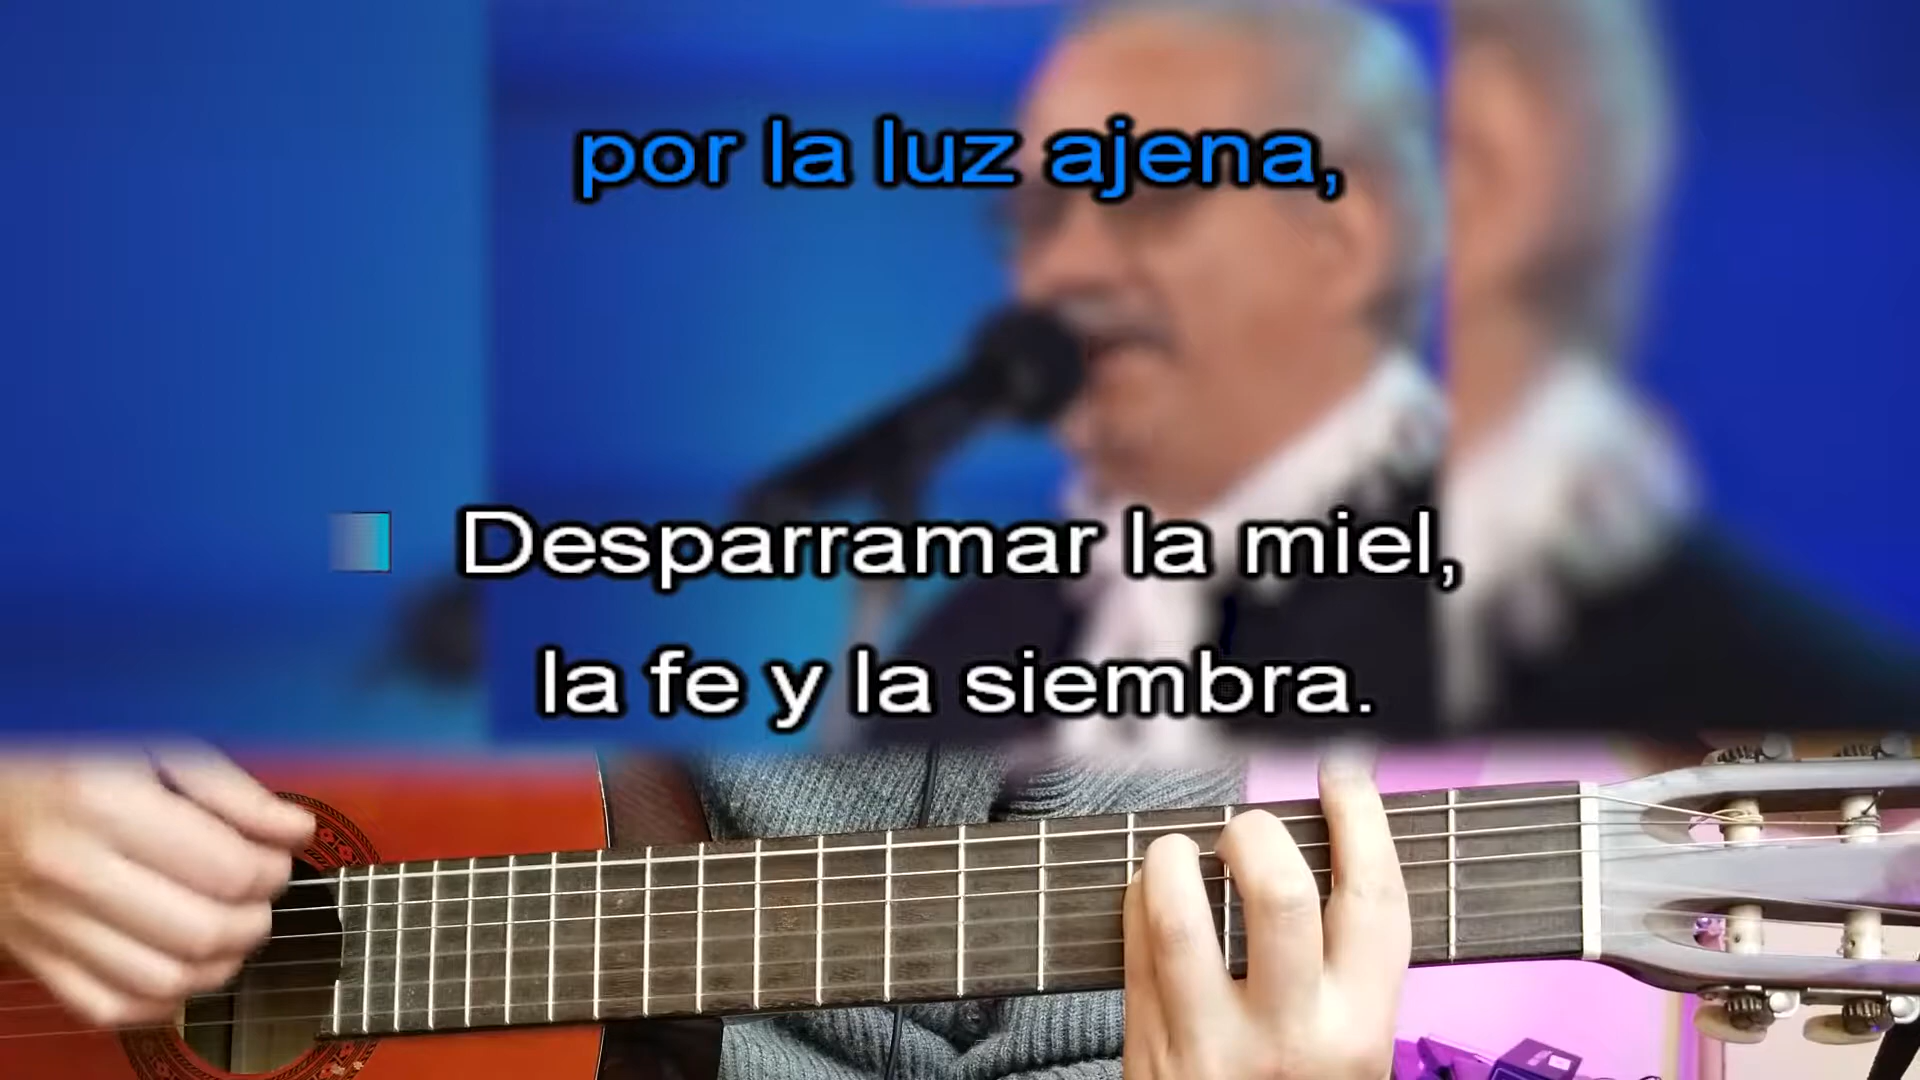 por la luz ajena,
Desparramar la miel,
la fe y la siembra.